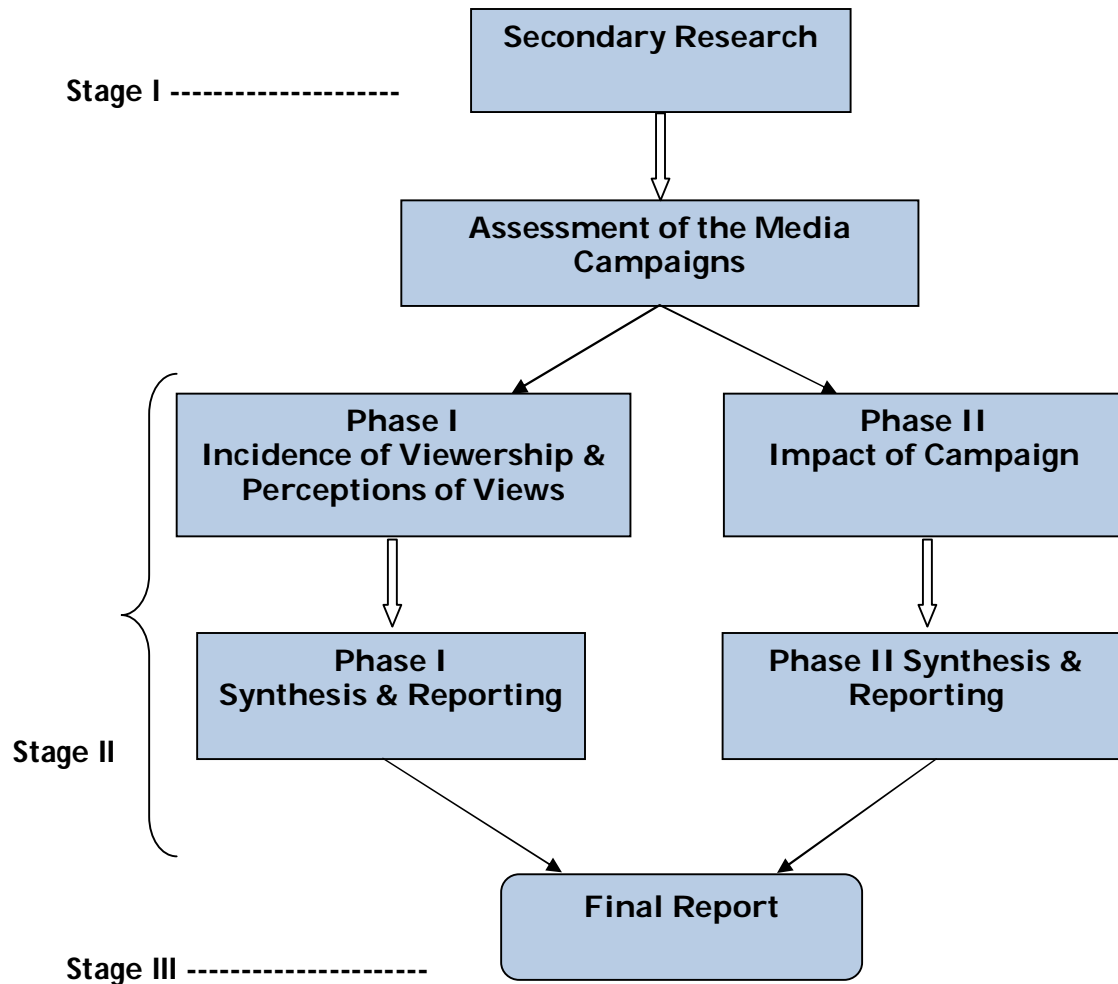 Secondary Research
Stage I --------------------
Assessment of the Media
Campaigns
Phase I
Incidence of Viewership &
Perceptions of Views
Phase II
Impact of Campaign
Phase I
Synthesis & Reporting
Phase II Synthesis &
Reporting
Stage II
Final Report
Stage III ---------------------